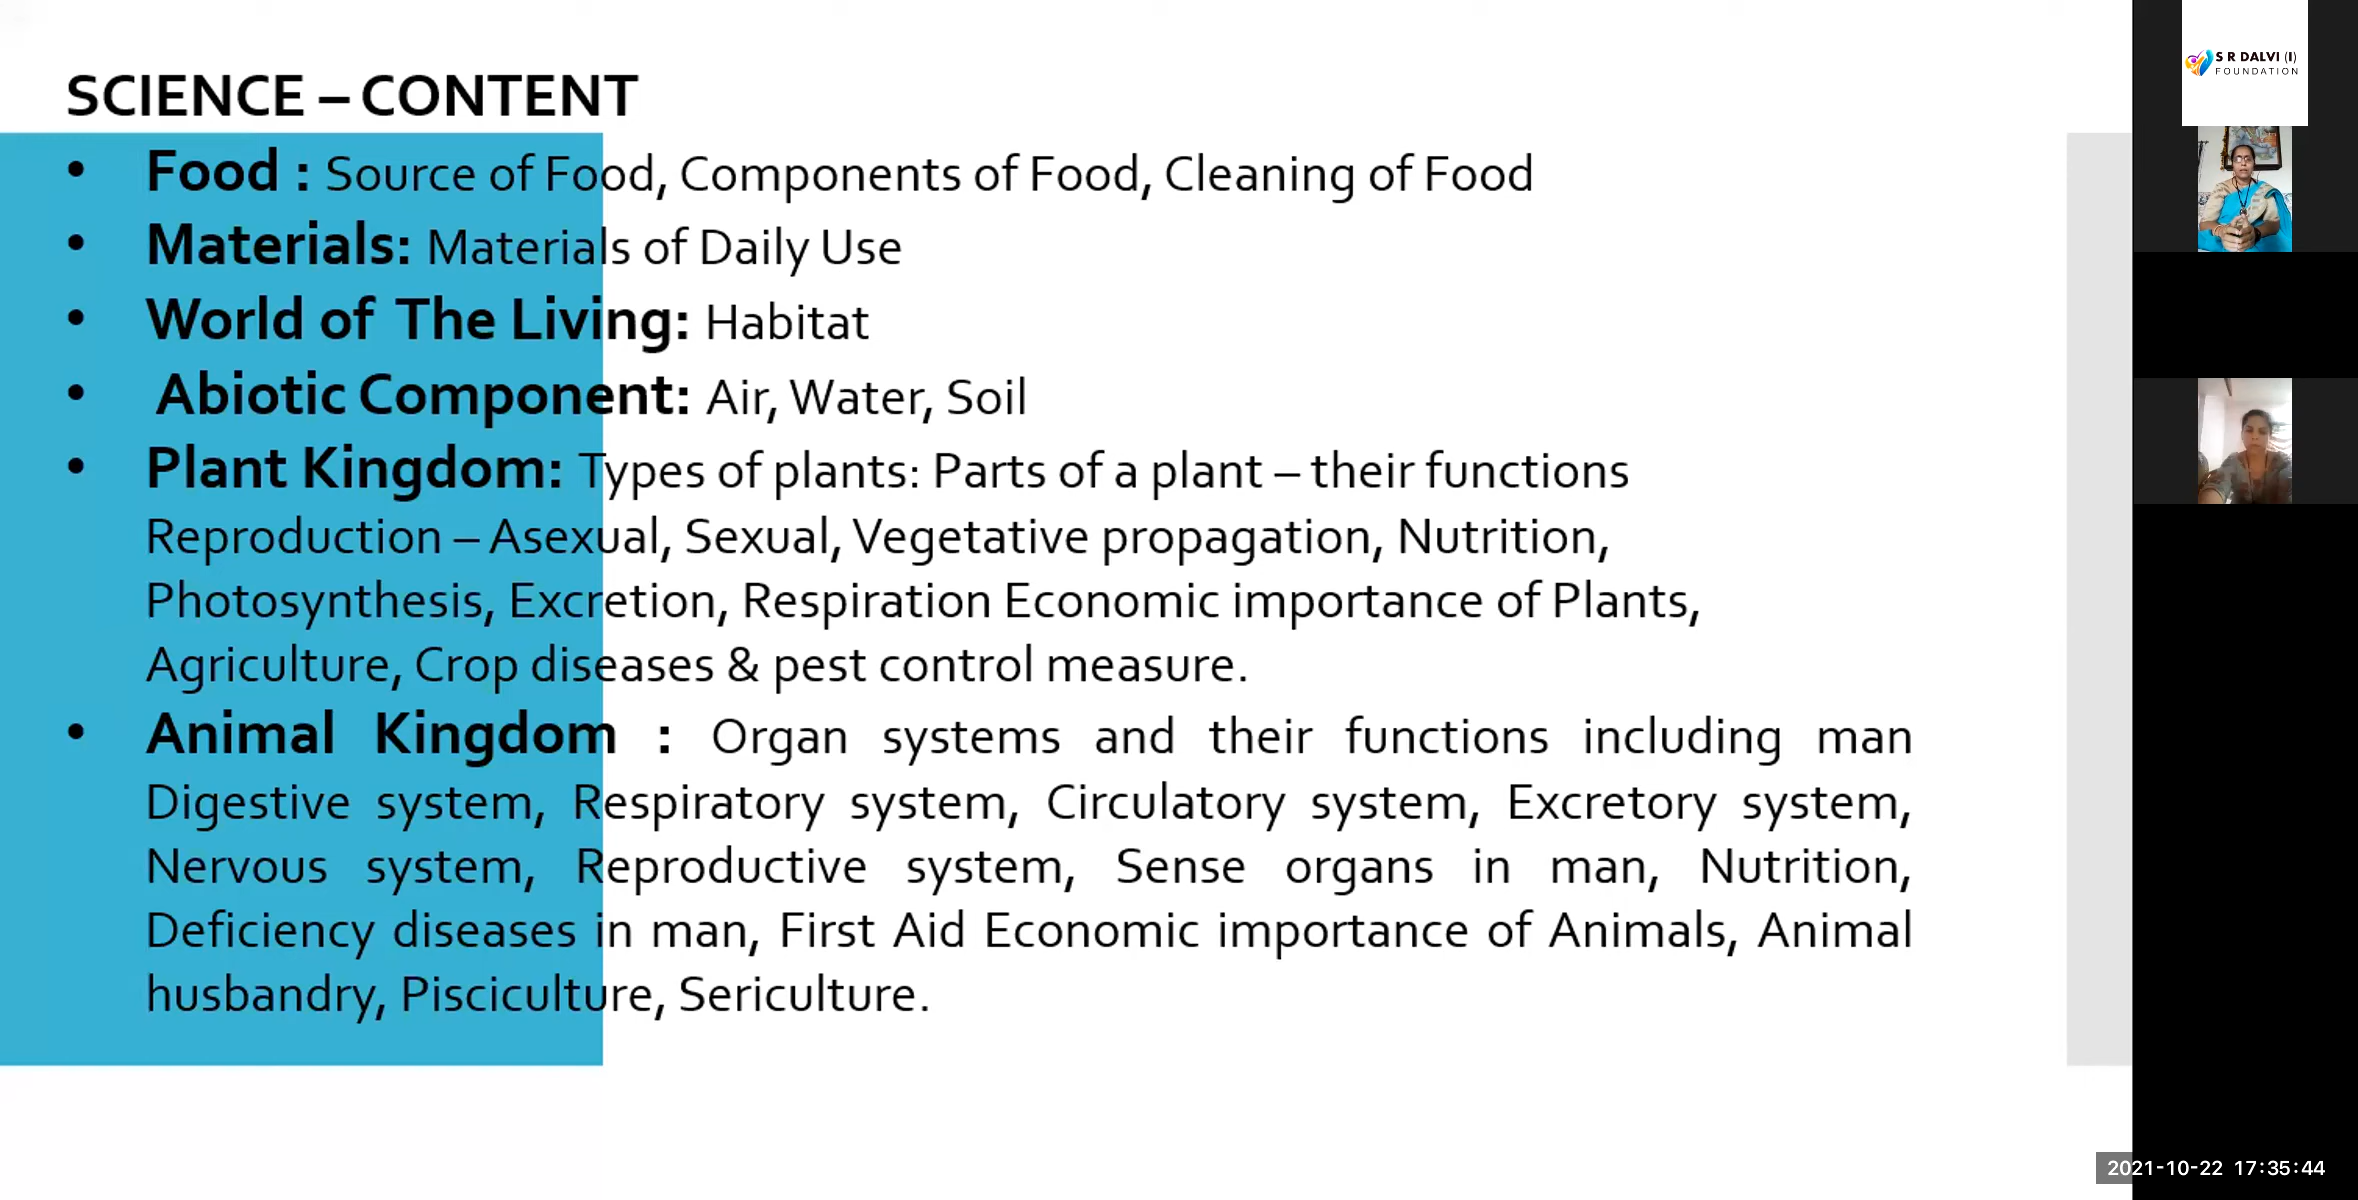 SCIENCE – CONTENT
• Food : Source of Food, Components of Food, Cleaning of Food
• Materials: Materials of Daily Use
• World of The Living: Habitat
• Abiotic Component: Air, Water, Soil
• Plant Kingdom: Types of plants: Parts of a plant – their functions
Reproduction – Asexual, Sexual, Vegetative propagation, Nutrition,
Photosynthesis, Excretion, Respiration Economic importance of Plants,
Agriculture, Crop diseases & pest control measure.
• Animal Kingdom : Organ systems and their functions including man
Digestive system, Respiratory system, Circulatory system, Excretory system,
Nervous system, Reproductive system, Sense organs in man, Nutrition,
Deficiency diseases in man, First Aid Economic importance of Animals, Animal
husbandry, Pisciculture, Sericulture.
S R DALVI (I)
FOUNDATION
2021-10-22 17:35:44